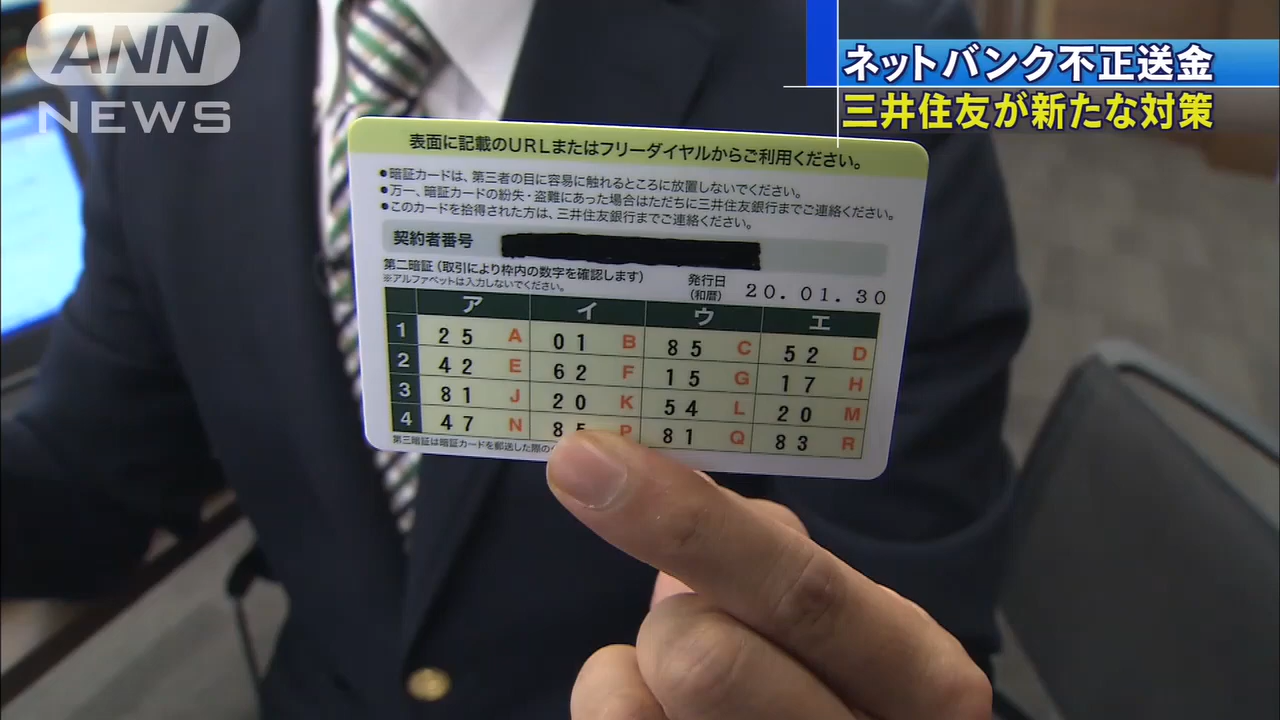 ANN
NEWS
ネットバンク不正送金
三井住友が新たな対策
表面に記載のURLまたはフリーダイヤルからご利用ください。
●暗証カードは、第三者の目に容易に触れるところに放置しないでください。
●万一、暗証カードの紛失・盗難にあった場合はただちに三井住友銀行までご連絡ください。
●このカードを拾得された方は、三井住友銀行までご連絡ください。
契約者番号
第二暗証(取引により枠内の数字を確認します)
※アルファベットは入力しないでください。
発行日
(和暦)
20.01.30
ア イ ウ エ
1 25 A 01 B 85 C 52 D
2 42 E 62 F 15 G 17 H
3 81 J 20 K 54 L 20 M
4 47 N 85 P 81 Q 83 R
第三暗証は暗証カードを郵送した際の